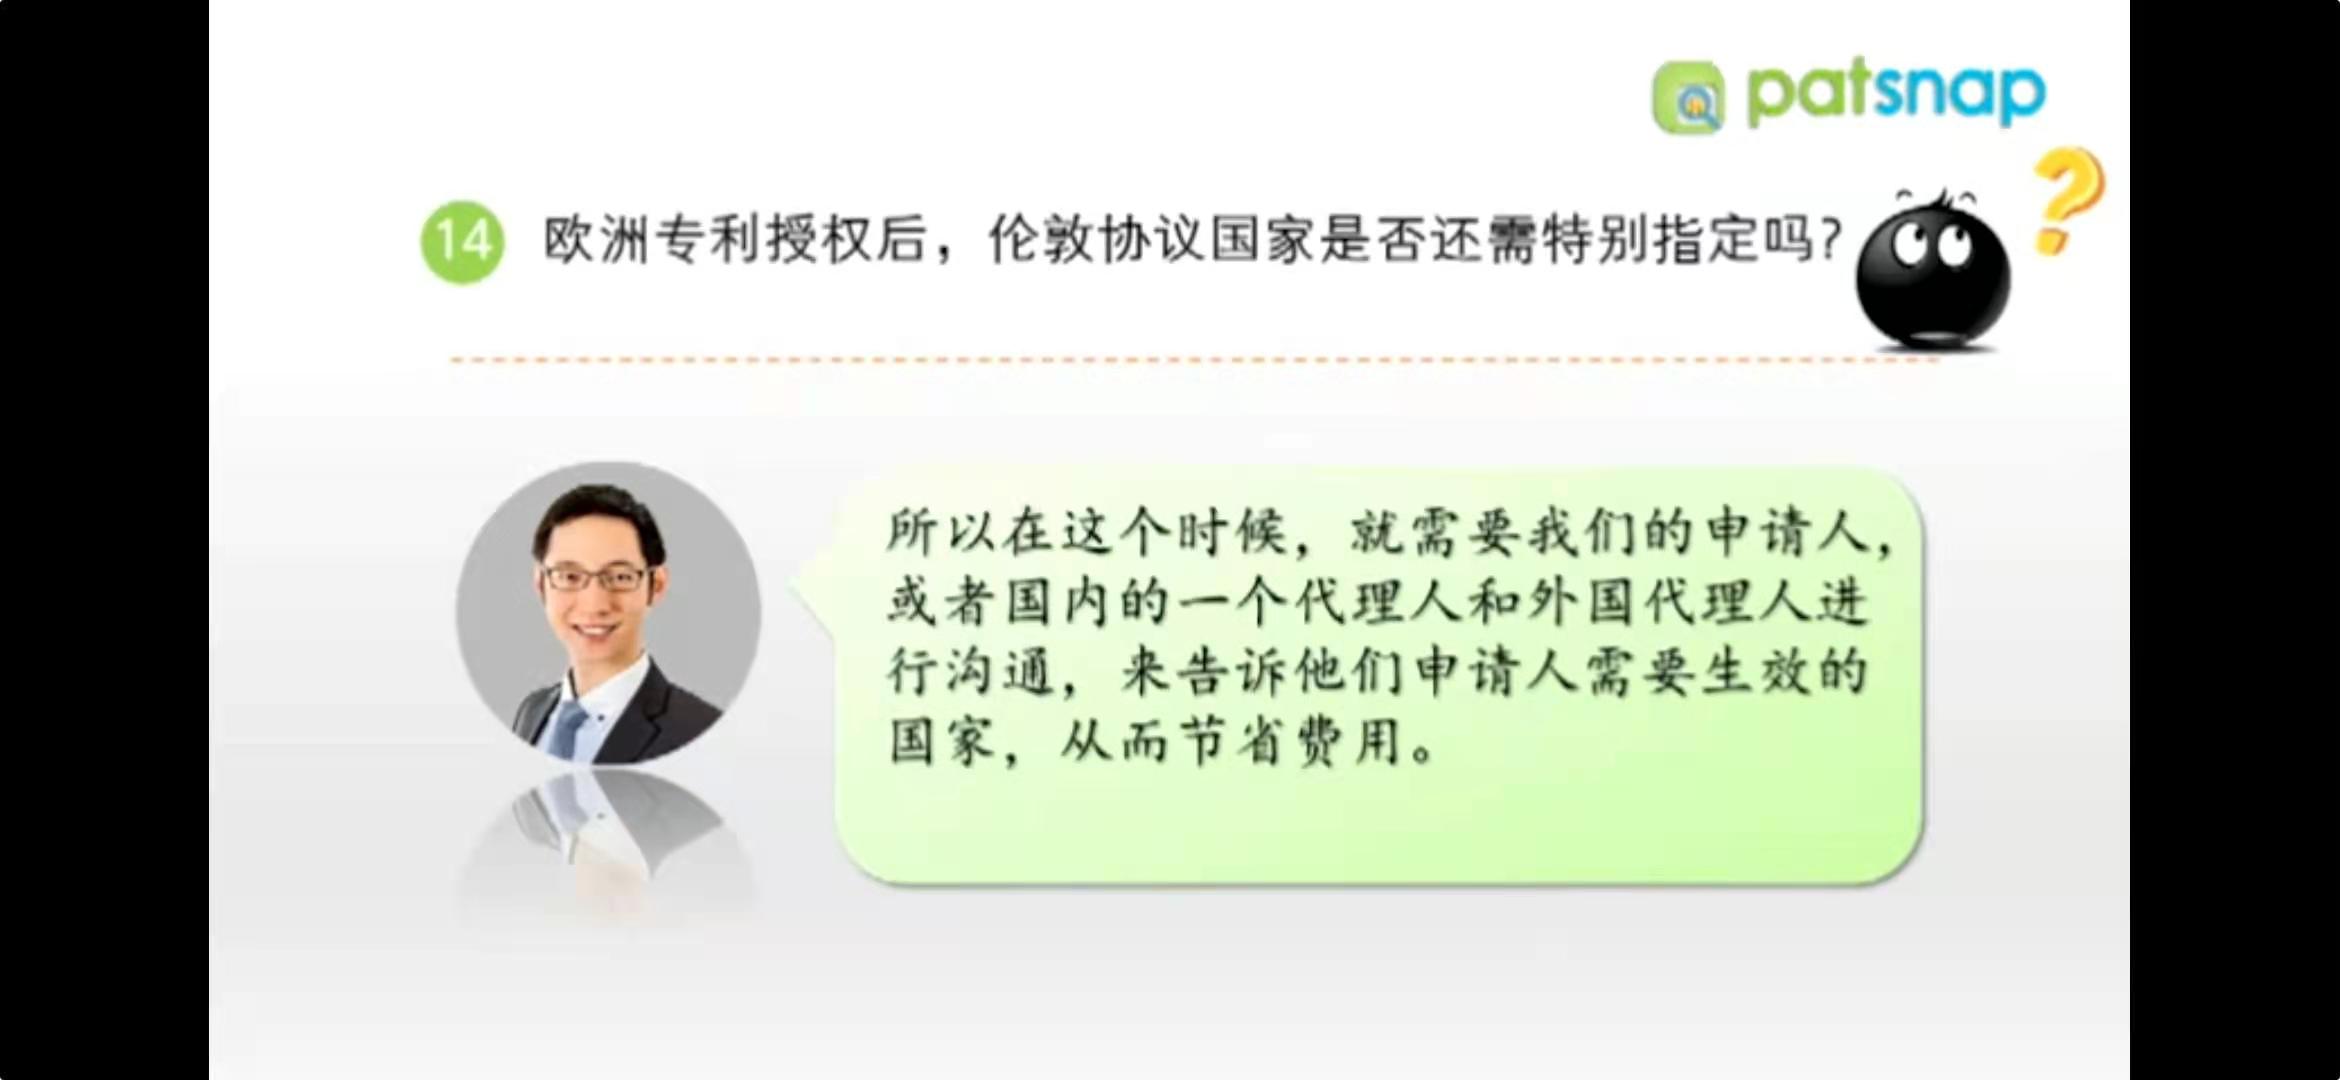 patsnap
14 欧洲专利授权后，伦敦协议国家是否还需特别指定吗？
所以在这个时候，就需要我们的申请人，
或者国内的一个代理人和外国代理人进
行沟通，来告诉他们申请人需要生效的
国家，从而节省费用。